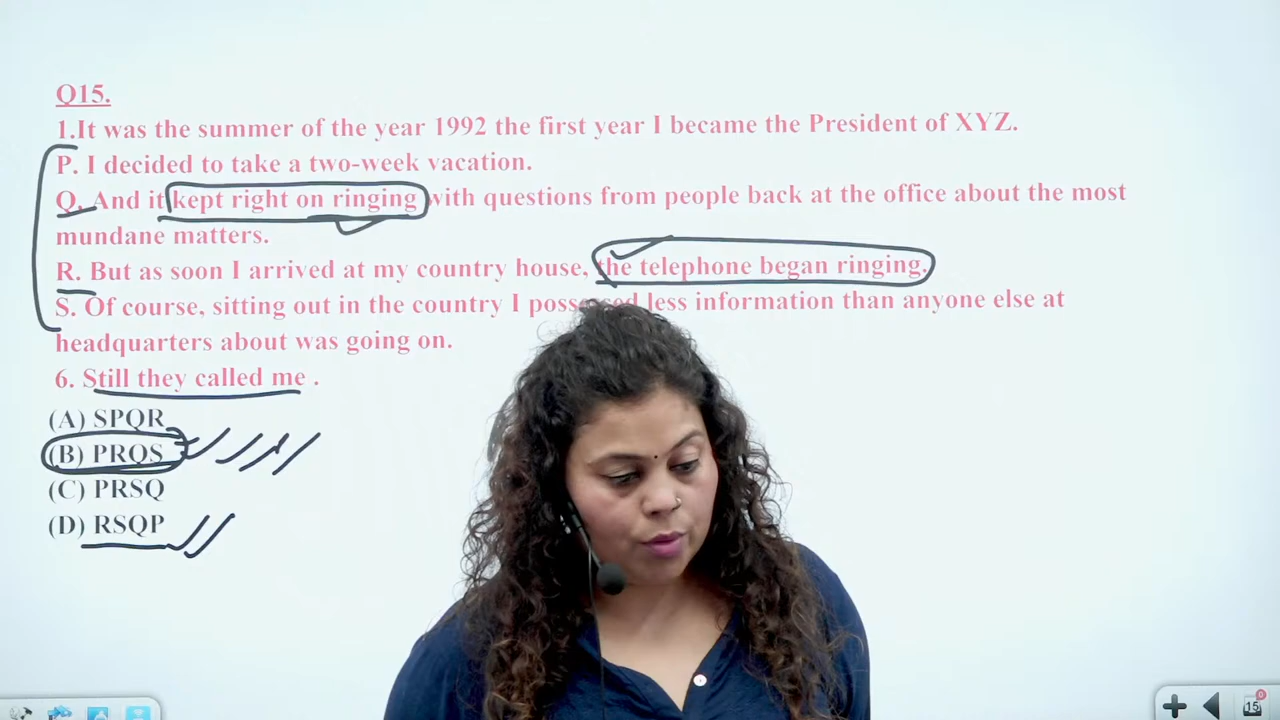 Q15.
1.It was the summer of the year 1992 the first year I became the President of XYZ.
P. I decided to take a two-week vacation.
Q. And it kept right on ringing with questions from people back at the office about the most
mundane matters.
R. But as soon I arrived at my country house, the telephone began ringing.
S. Of course, sitting out in the country I possessed less information than anyone else at
headquarters about was going on.
6. Still they called me .
(A) SPQR
(B) PRQS
(C) PRSQ
(D) RSQP
15
0